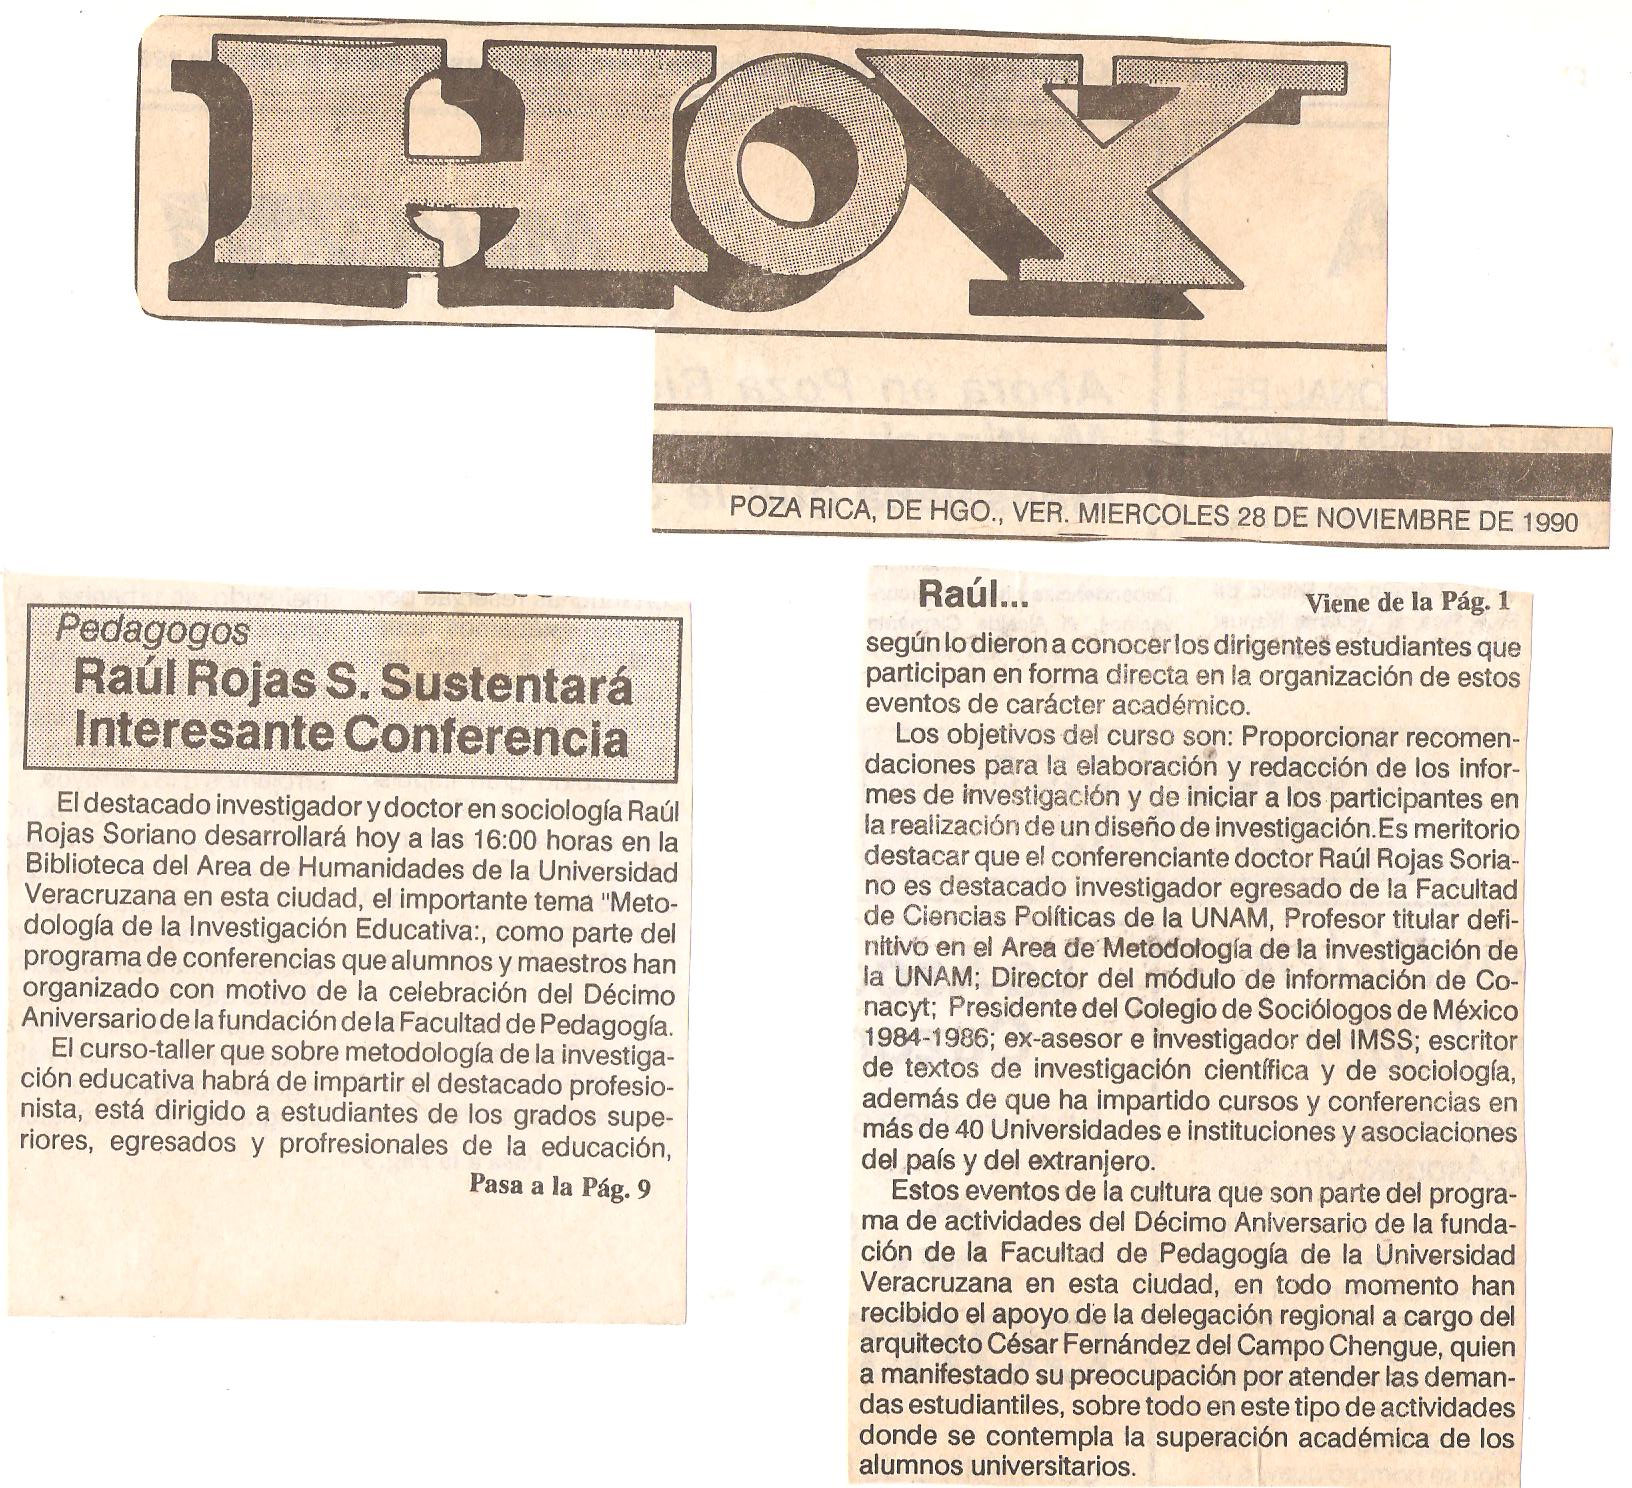 HOY
POZA RICA, DE HGO., VER. MIERCOLES 28 DE NOVIEMBRE DE 1990
Pedagogos
Raúl Rojas S. Sustentará
Interesante Conferencia
El destacado investigador y doctor en sociología Raúl
Rojas Soriano desarrollará hoy a las 16:00 horas en la
Biblioteca del Area de Humanidades de la Universidad
Veracruzana en esta ciudad, el importante tema "Meto-
dología de la Investigación Educativa:, como parte del
programa de conferencias que alumnos y maestros han
organizado con motivo de la celebración del Décimo
Aniversario de la fundación de la Facultad de Pedagogía.
El curso-taller que sobre metodología de la investiga-
ción educativa habrá de impartir el destacado profesio-
nista, está dirigido a estudiantes de los grados supe-
riores, egresados y profresionales de la educación,
Pasa a la Pág. 9
Raúl...
Viene de la Pág. 1
según lo dieron a conocer los dirigentes estudiantes que
participan en forma directa en la organización de estos
eventos de carácter académico.
Los objetivos del curso son: Proporcionar recomen-
daciones para la elaboración y redacción de los infor-
mes de investigación y de iniciar a los participantes en
la realización de un diseño de investigación. Es meritorio
destacar que el conferenciante doctor Raúl Rojas Soria-
no es destacado investigador egresado de la Facultad
de Ciencias Políticas de la UNAM, Profesor titular defi-
nitivo en el Area de Metodología de la investigación de
la UNAM; Director del módulo de información de Co-
nacyt; Presidente del Colegio de Sociólogos de México
1984-1986; ex-asesor e investigador del IMSS; escritor
de textos de investigación científica y de sociología,
además de que ha impartido cursos y conferencias en
más de 40 Universidades e instituciones y asociaciones
del país y del extranjero.
Estos eventos de la cultura que son parte del progra-
ma de actividades del Décimo Aniversario de la funda-
ción de la Facultad de Pedagogía de la Universidad
Veracruzana en esta ciudad, en todo momento han
recibido el apoyo de la delegación regional a cargo del
arquitecto César Fernández del Campo Chengue, quien
a manifestado su preocupación por atender las deman-
das estudiantiles, sobre todo en este tipo de actividades
donde se contempla la superación académica de los
alumnos universitarios.